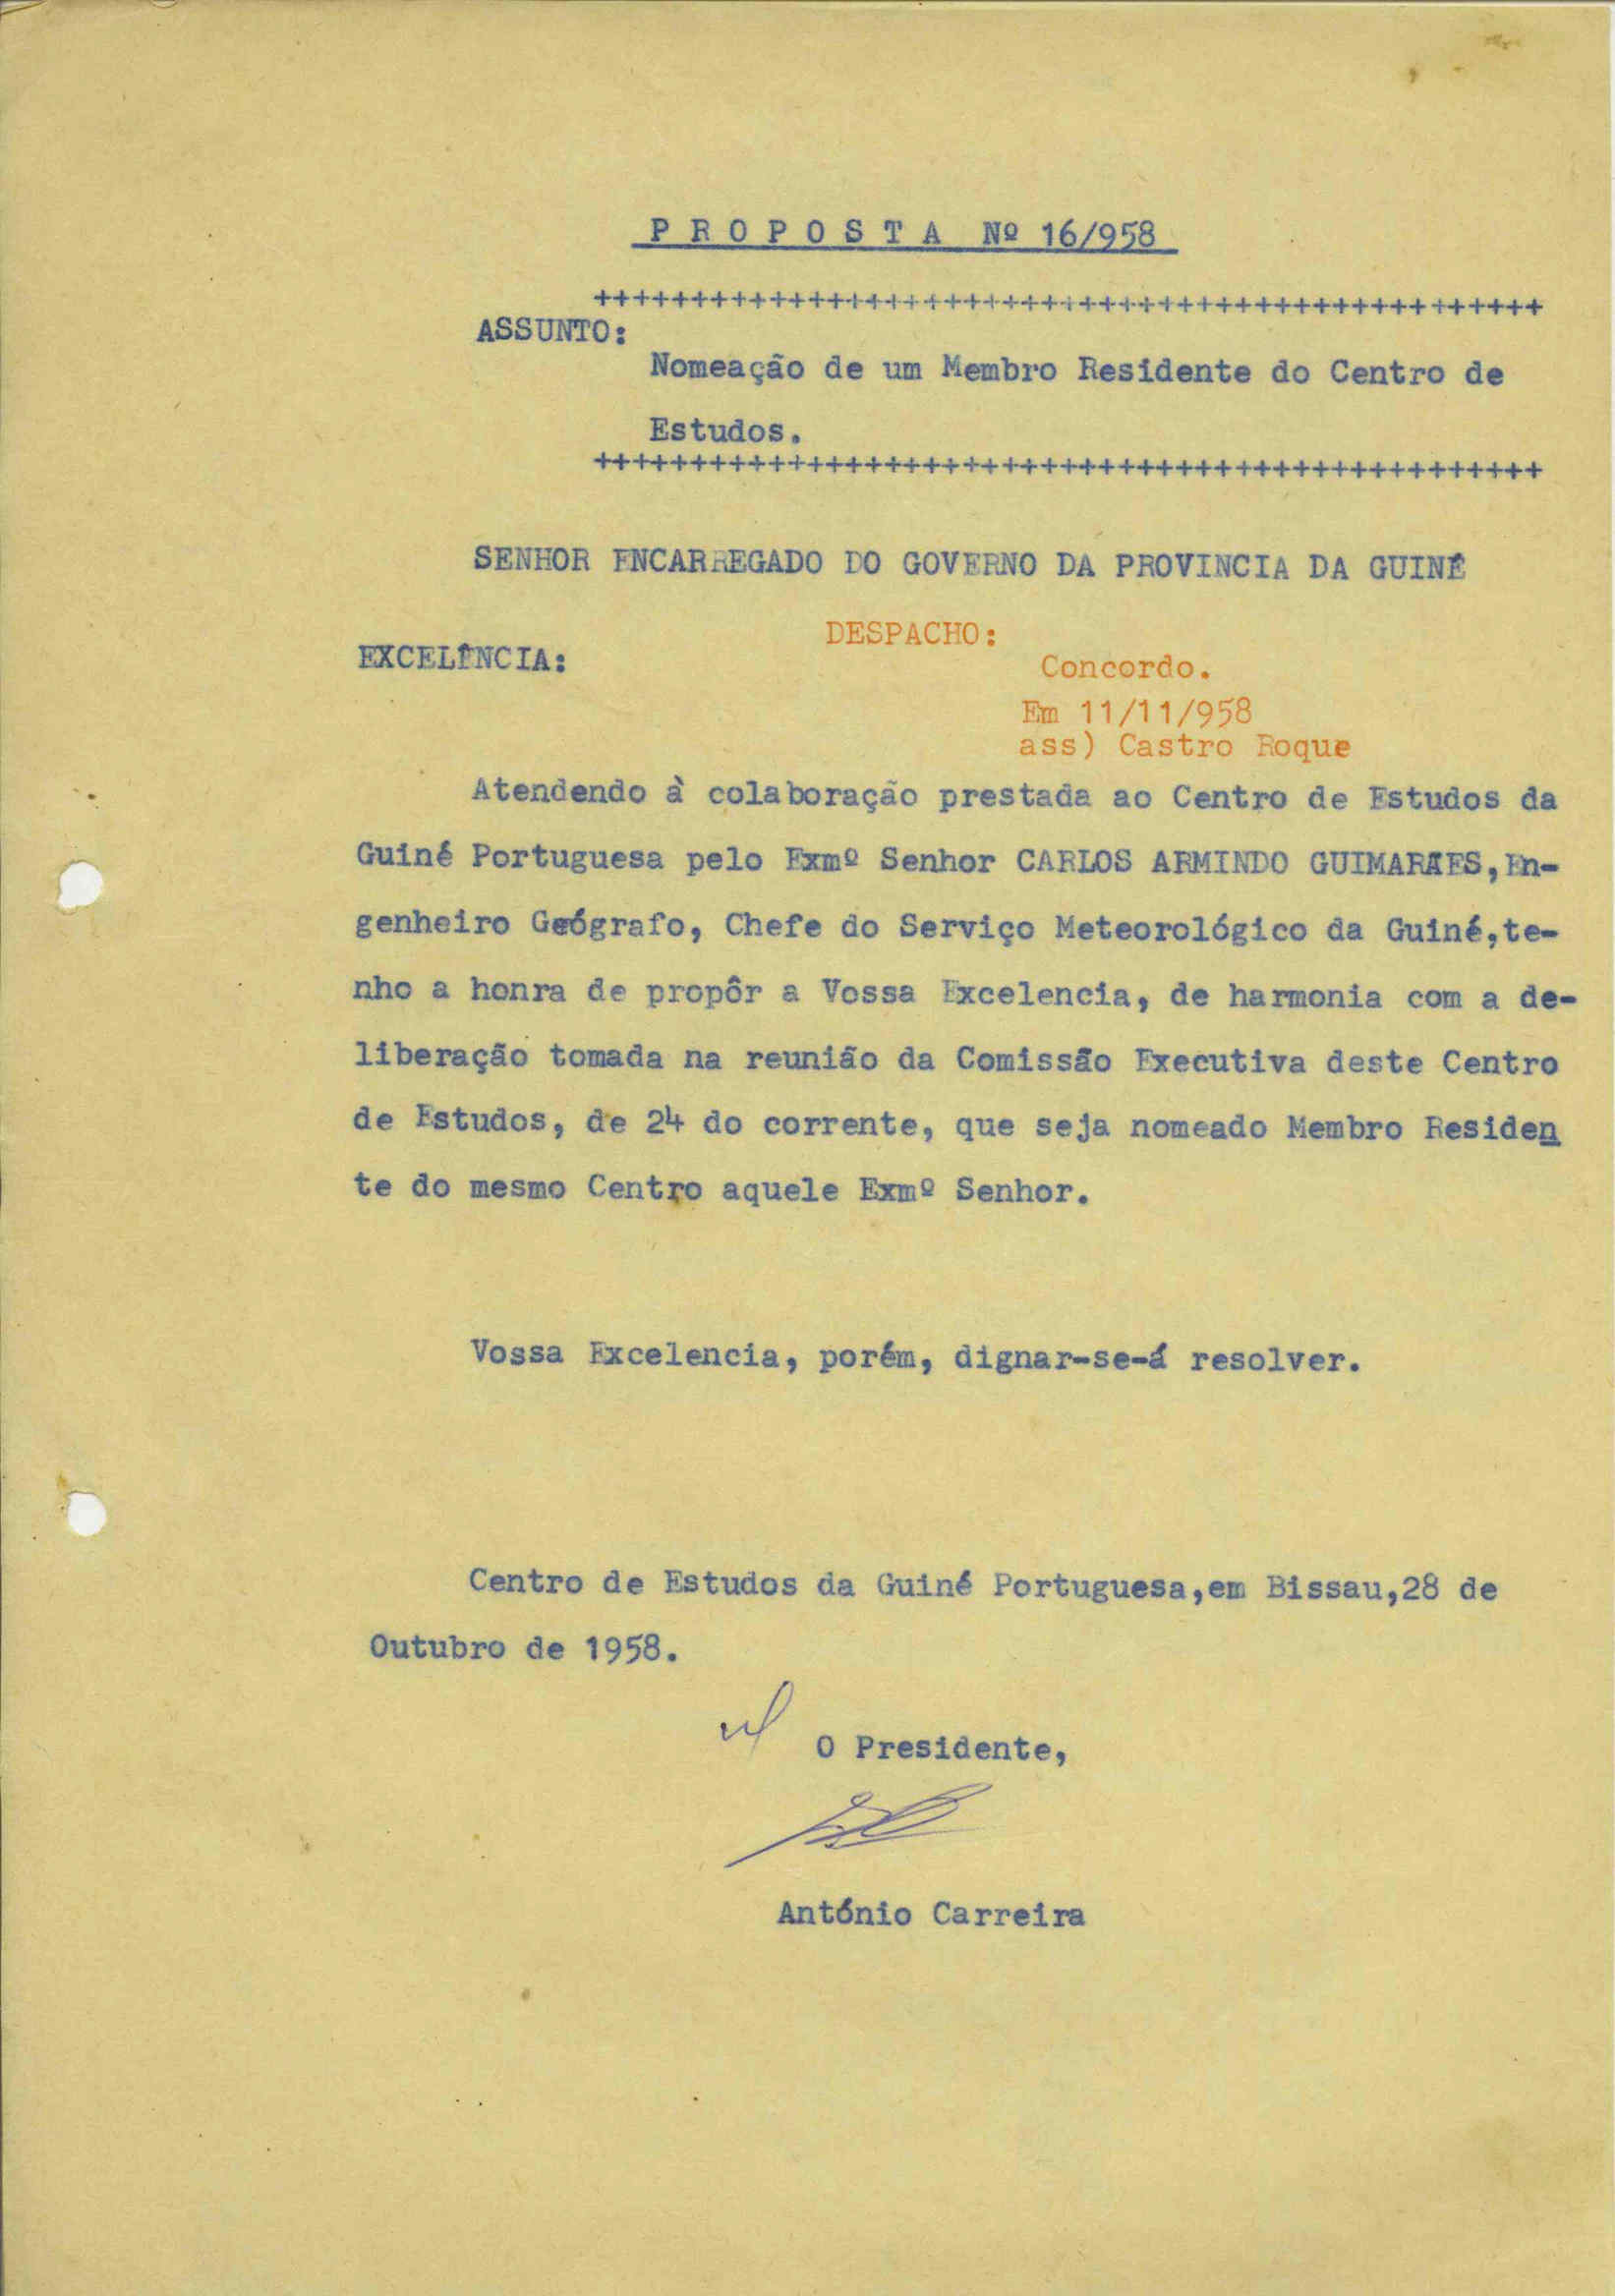 P R O P O S T A Nº 16/958
+++++++++++++++++++++++++++++++++++++++++++++++++
ASSUNTO:
Nomeação de um Membro Residente do Centro de
Estudos.
+++++++++++++++++++++++++++++++++++++++++++++++++
SENHOR ENCARREGADO DO GOVERNO DA PROVINCIA DA GUINÉ
DESPACHO:
EXCELÊNCIA:
Concordo.
Em 11/11/958
ass) Castro Roque
Atendendo à colaboração prestada ao Centro de Estudos da
Guiné Portuguesa pelo Exmº Senhor CARLOS ARMINDO GUIMARÃES,En-
genheiro Geógrafo, Chefe do Serviço Meteorológico da Guiné,te-
nho a honra de propôr a Vossa Excelencia, de harmonia com a de-
liberação tomada na reunião da Comissão Executiva deste Centro
de Estudos, de 24 do corrente, que seja nomeado Membro Residen
te do mesmo Centro aquele Exmº Senhor.
Vossa Excelencia, porém, dignar-se-á resolver.
Centro de Estudos da Guiné Portuguesa,em Bissau,28 de
Outubro de 1958.
O Presidente,
António Carreira